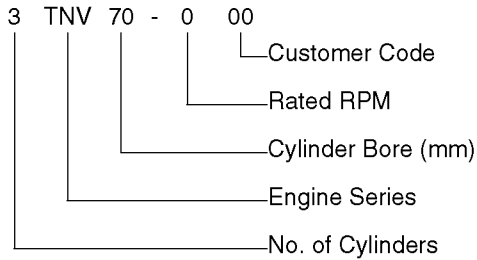 3 TNV 70 - 0 00
Customer Code
Rated RPM
Cylinder Bore (mm)
Engine Series
No. of Cylinders